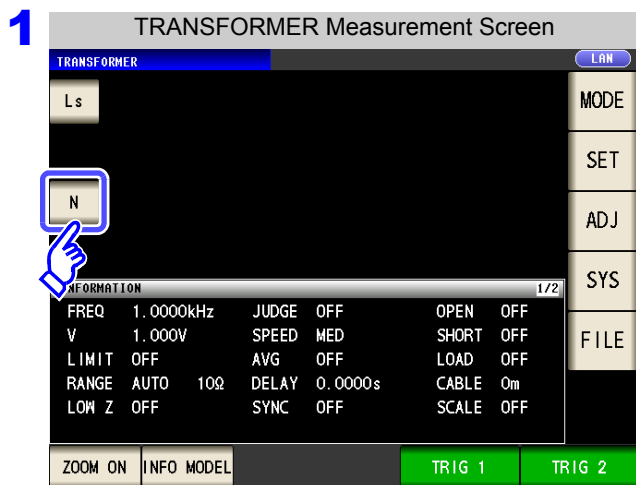 1
TRANSFORMER Measurement Screen
TRANSFORMER
LAN
Ls
MODE
SET
N
ADJ
SYS
NFORMATION 1/2
FREQ 1.0000kHz JUDGE OFF OPEN OFF
V 1.000V SPEED MED SHORT OFF
FILE
LIMIT OFF AVG OFF LOAD OFF
RANGE AUTO 10Ω DELAY 0.0000s CABLE 0m
LOW Z OFF SYNC OFF SCALE OFF
ZOOM ON INFO MODEL TRIG 1 TRIG 2